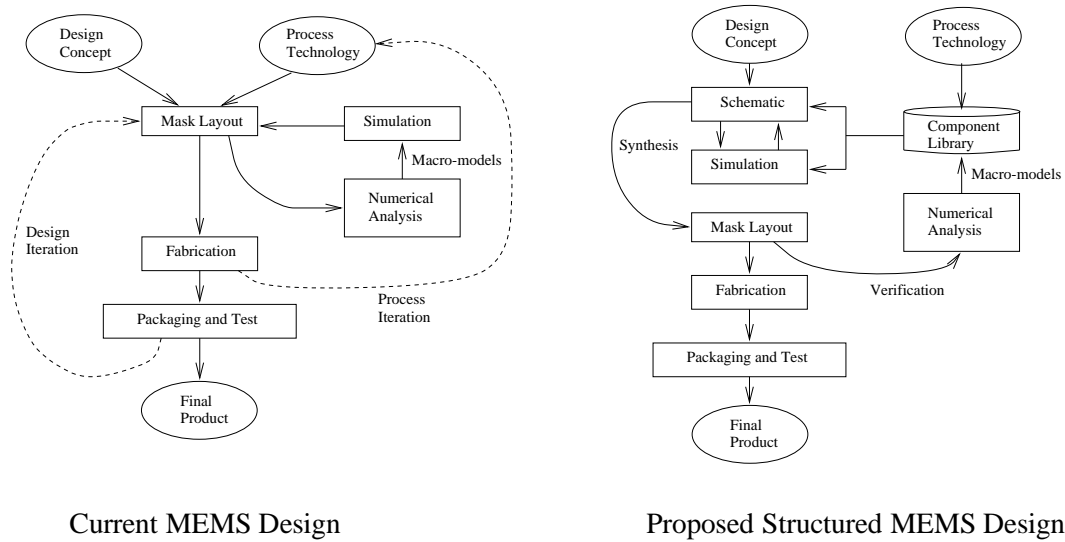 Design
Concept
Process
Technology
Mask Layout
Simulation
Macro-models
Numerical
Analysis
Design
Iteration
Fabrication
Process
Iteration
Packaging and Test
Final
Product
Current MEMS Design
Design
Concept
Process
Technology
Schematic
Component
Library
Synthesis
Simulation
Macro-models
Numerical
Analysis
Mask Layout
Verification
Fabrication
Packaging and Test
Final
Product
Proposed Structured MEMS Design